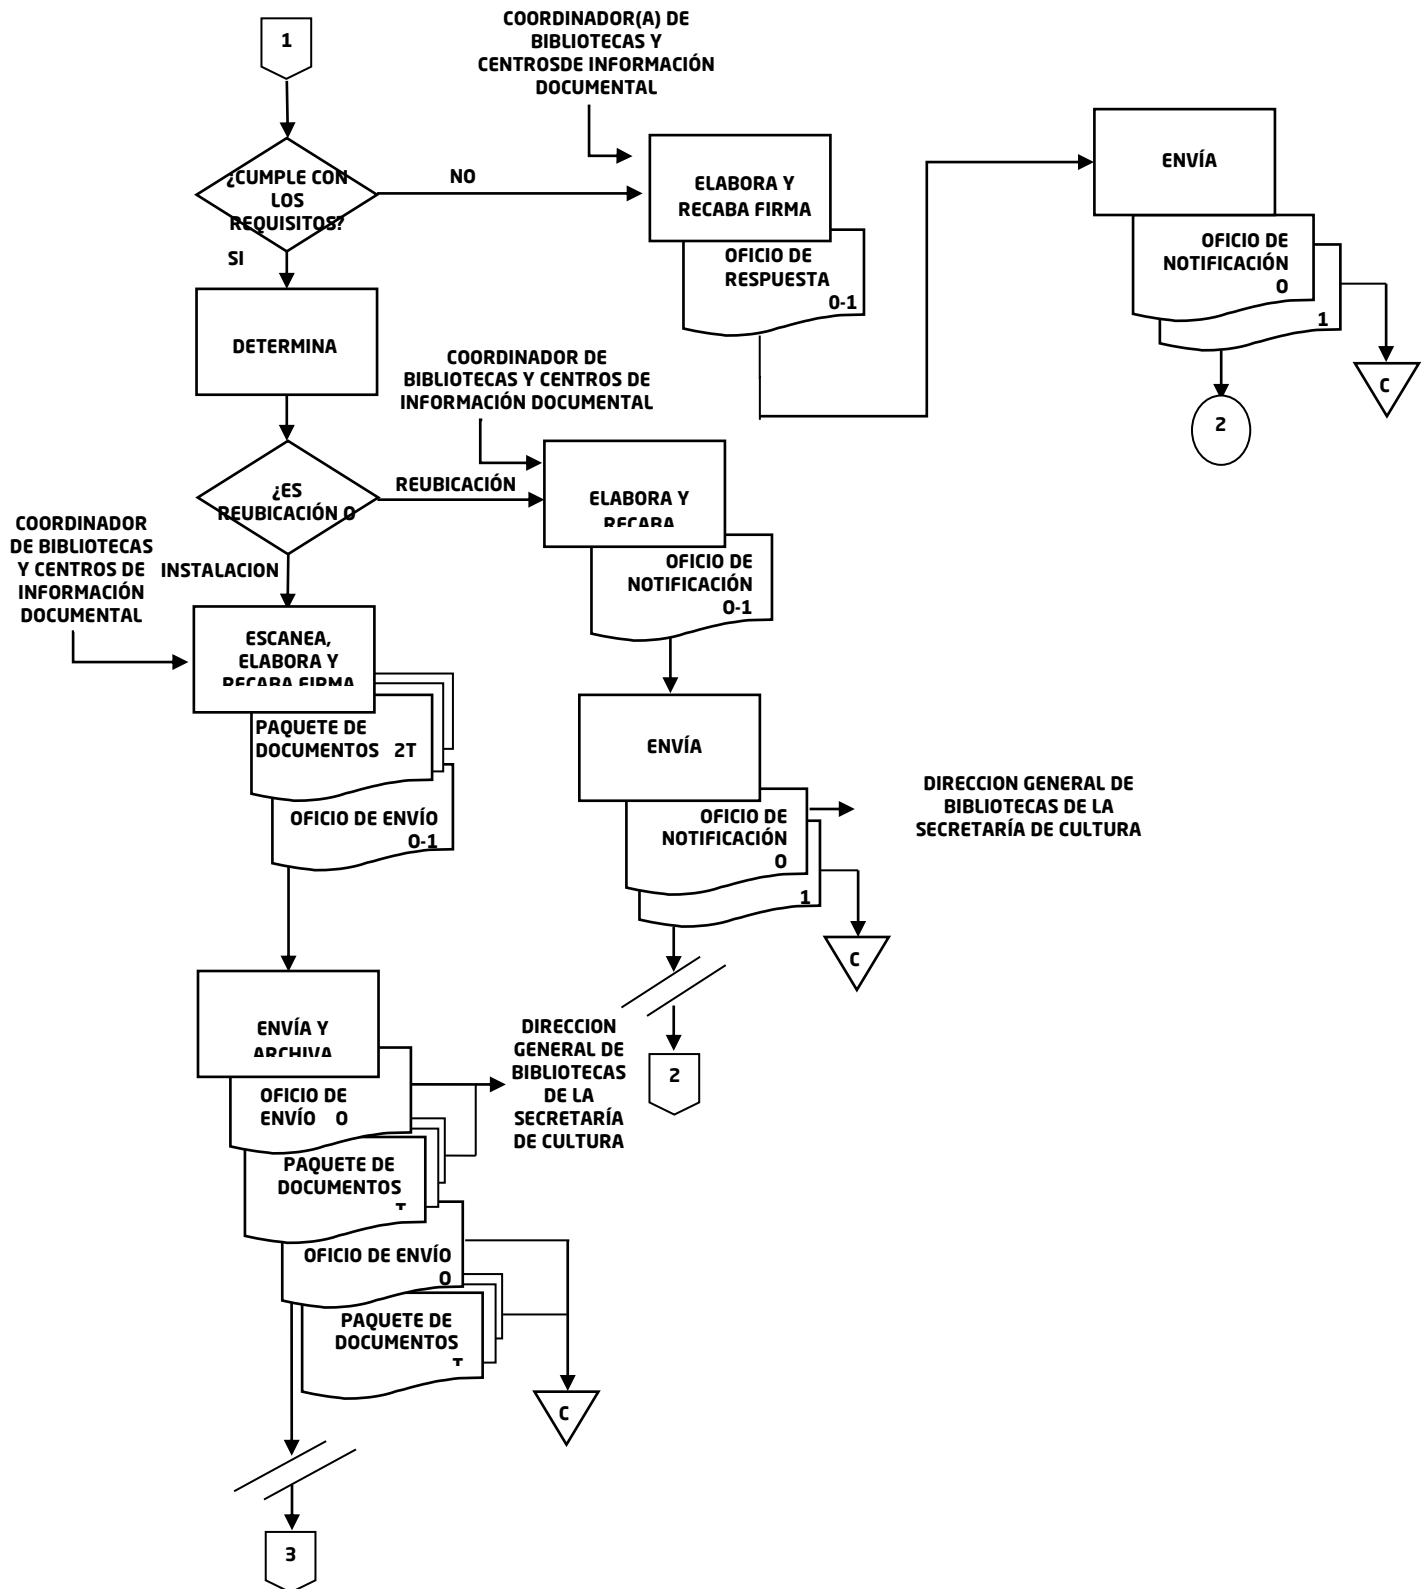 1
COORDINADOR(A) DE
BIBLIOTECAS Y
CENTROSDE INFORMACIÓN
DOCUMENTAL
¿CUMPLE CON
LOS
REQUISITOS?
NO
SI
ELABORA Y
RECABA FIRMA
OFICIO DE
RESPUESTA
0-1
ENVÍA
OFICIO DE
NOTIFICACIÓN
0
1
C
2
DETERMINA
COORDINADOR DE
BIBLIOTECAS Y CENTROS DE
INFORMACIÓN DOCUMENTAL
¿ES
REUBICACIÓN O
REUBICACIÓN
ELABORA Y
RECABA
OFICIO DE
NOTIFICACIÓN
0-1
COORDINADOR
DE BIBLIOTECAS
Y CENTROS DE
INFORMACIÓN
DOCUMENTAL
INSTALACION
ESCANEA,
ELABORA Y
RECABA FIRMA
PAQUETE DE
DOCUMENTOS 2T
OFICIO DE ENVÍO
0-1
ENVÍA
OFICIO DE
NOTIFICACIÓN
0
1
DIRECCION GENERAL DE
BIBLIOTECAS DE LA
SECRETARÍA DE CULTURA
C
2
ENVÍA Y
ARCHIVA
OFICIO DE
ENVÍO 0
DIRECCION
GENERAL DE
BIBLIOTECAS
DE LA
SECRETARÍA
DE CULTURA
PAQUETE DE
DOCUMENTOS
T
OFICIO DE ENVÍO
0
PAQUETE DE
DOCUMENTOS
T
C
3